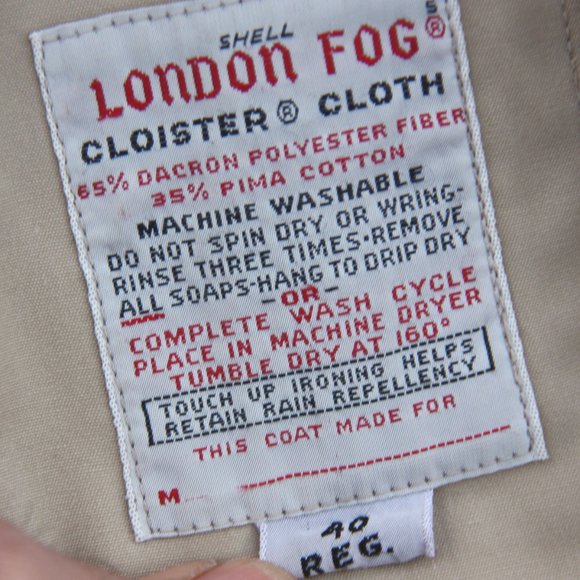 SHELL
LONDON FOG®
CLOISTER® CLOTH
65% DACRON POLYESTER FIBER
35% PIMA COTTON
MACHINE WASHABLE
DO NOT SPIN DRY OR WRING-
RINSE THREE TIMES-REMOVE
ALL SOAPS-HANG TO DRIP DRY
-OR-
COMPLETE WASH CYCLE
PLACE IN MACHINE DRYER
TUMBLE DRY AT 160°
TOUCH UP IRONING HELPS
RETAIN RAIN REPELLENCY
THIS COAT MADE FOR
M
40
REG.